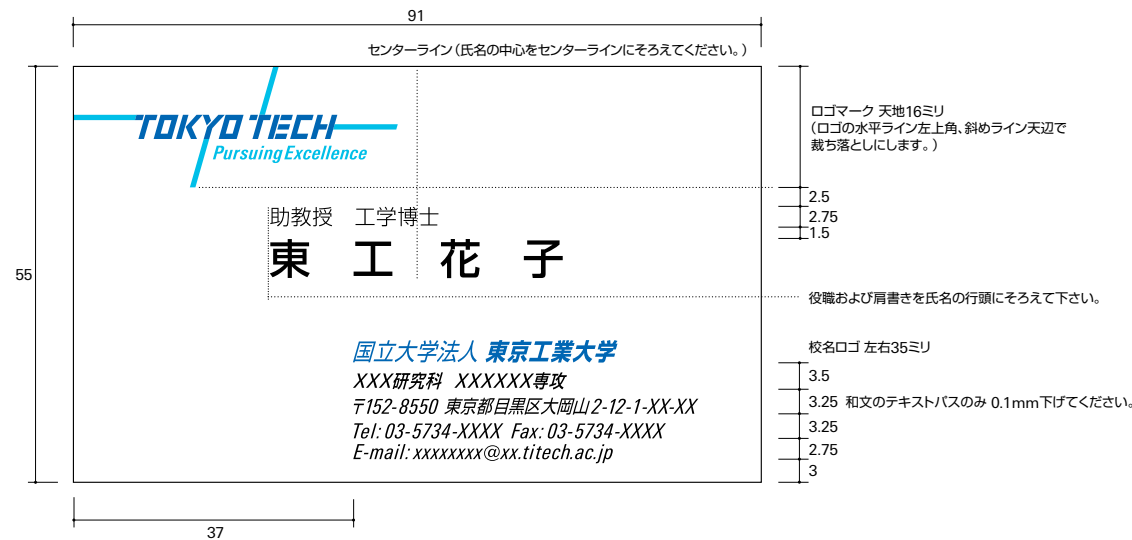 91
センターライン（氏名の中心をセンターラインにそろえてください。）
55
TOKYO TECH
Pursuing Excellence
ロゴマーク 天地16ミリ
（ロゴの水平ライン左上角、斜めライン天辺で
裁ち落としにします。）
2.5
2.75
1.5
助教授　工学博士
東　工　花　子
役職および肩書きを氏名の行頭にそろえて下さい。
校名ロゴ 左右35ミリ
国立大学法人 東京工業大学
XXX研究科 XXXXXX専攻
〒152-8550 東京都目黒区大岡山2-12-1-XX-XX
Tel: 03-5734-XXXX Fax: 03-5734-XXXX
E-mail: xxxxxxxx@xx.titech.ac.jp
3.5
3.25 和文のテキストパスのみ 0.1mm下げてください。
3.25
2.75
3
37